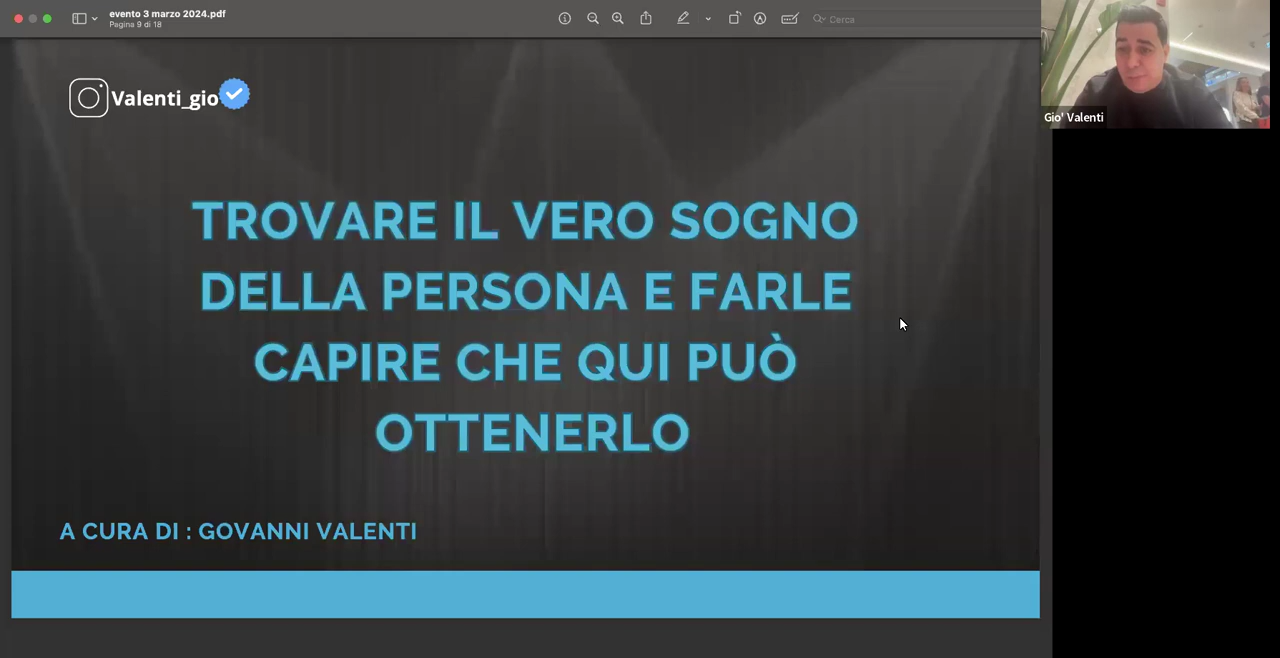 evento 3 marzo 2024.pdf
Pagina 9 di 18
Cerca
Valenti_gio
Gio' Valenti
TROVARE IL VERO SOGNO
DELLA PERSONA E FARLE
CAPIRE CHE QUI PUÒ
OTTENERLO
A CURA DI : GOVANNI VALENTI